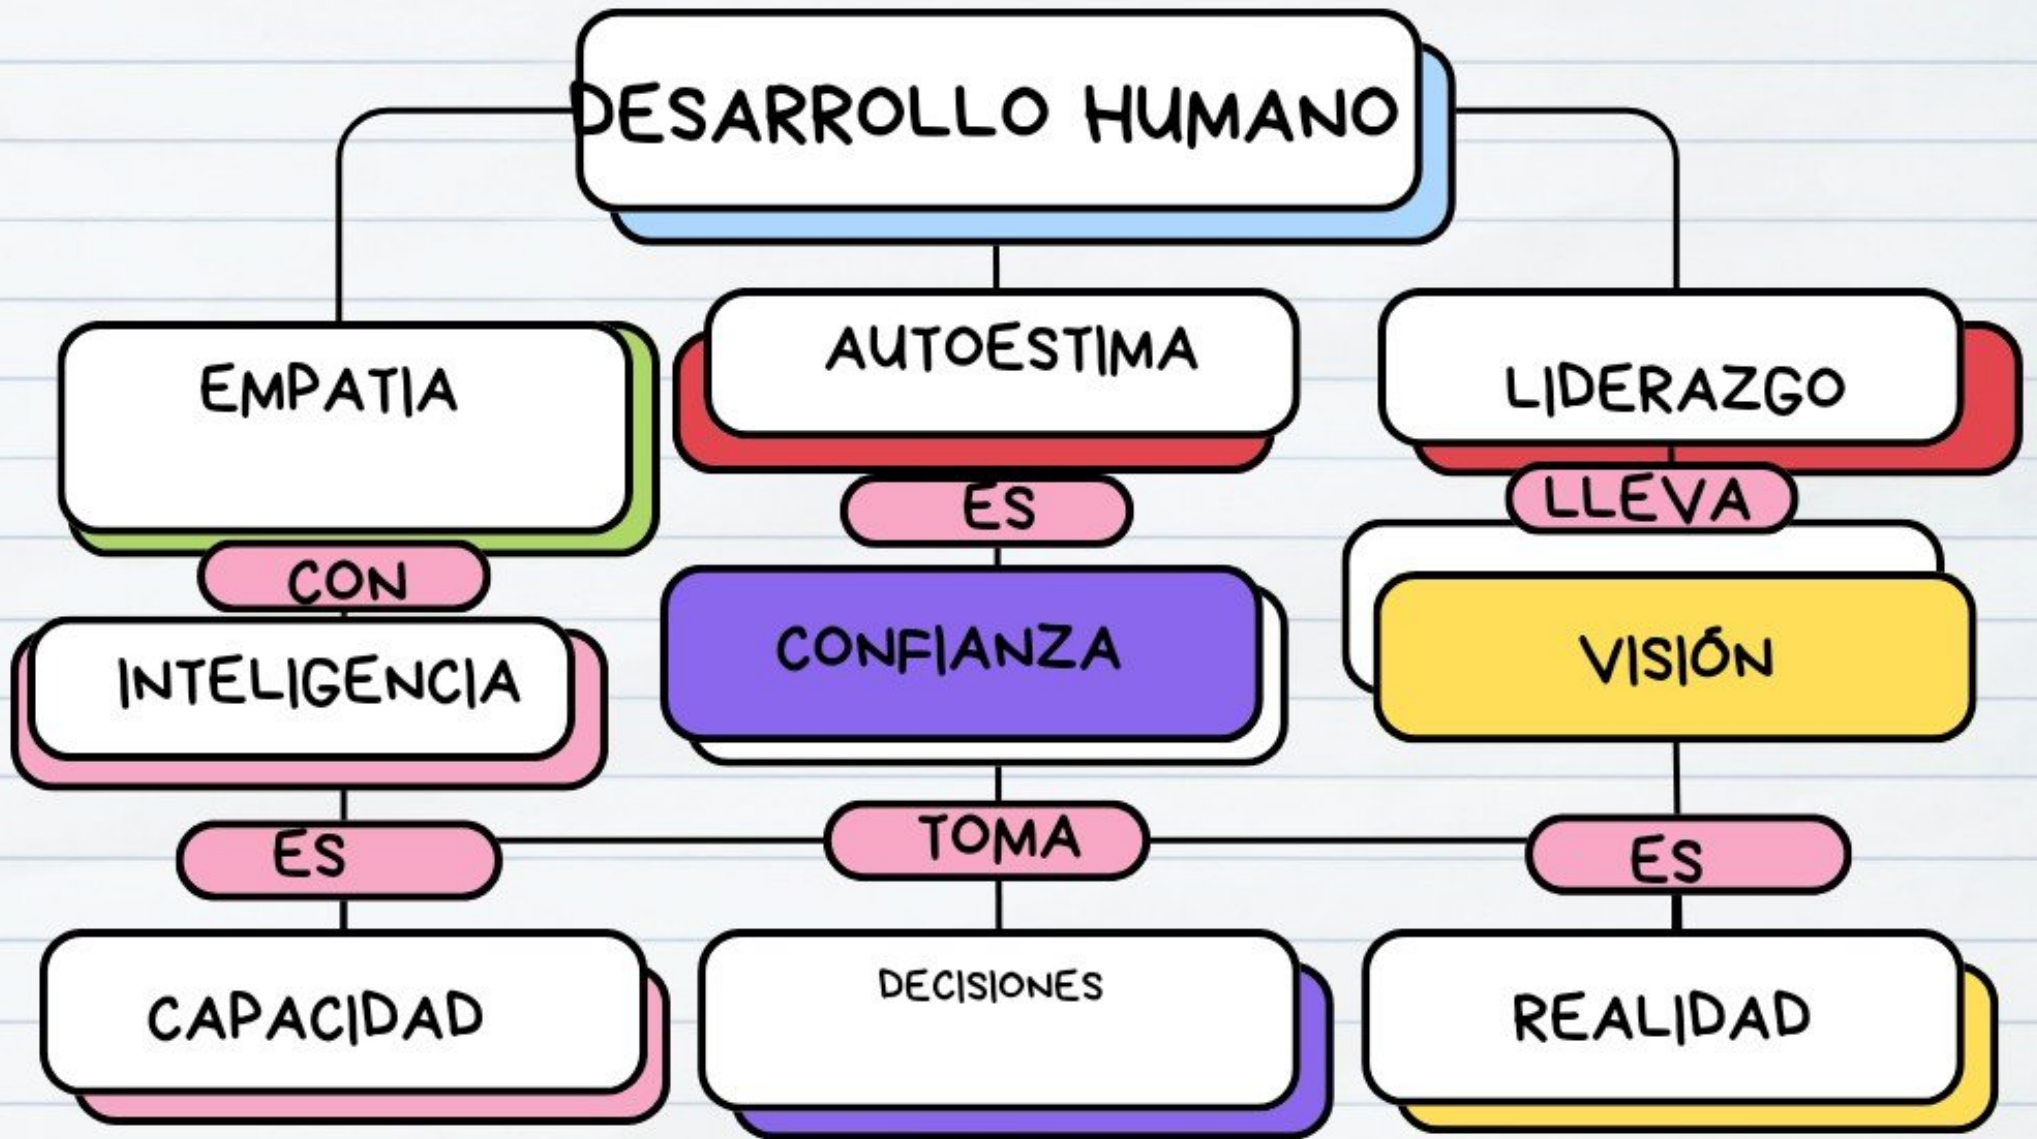 DESARROLLO HUMANO
EMPATIA
AUTOESTIMA
LIDERAZGO
CON
ES
LLEVA
INTELIGENCIA
CONFIANZA
VISIÓN
ES
TOMA
ES
CAPACIDAD
DECISIONES
REALIDAD